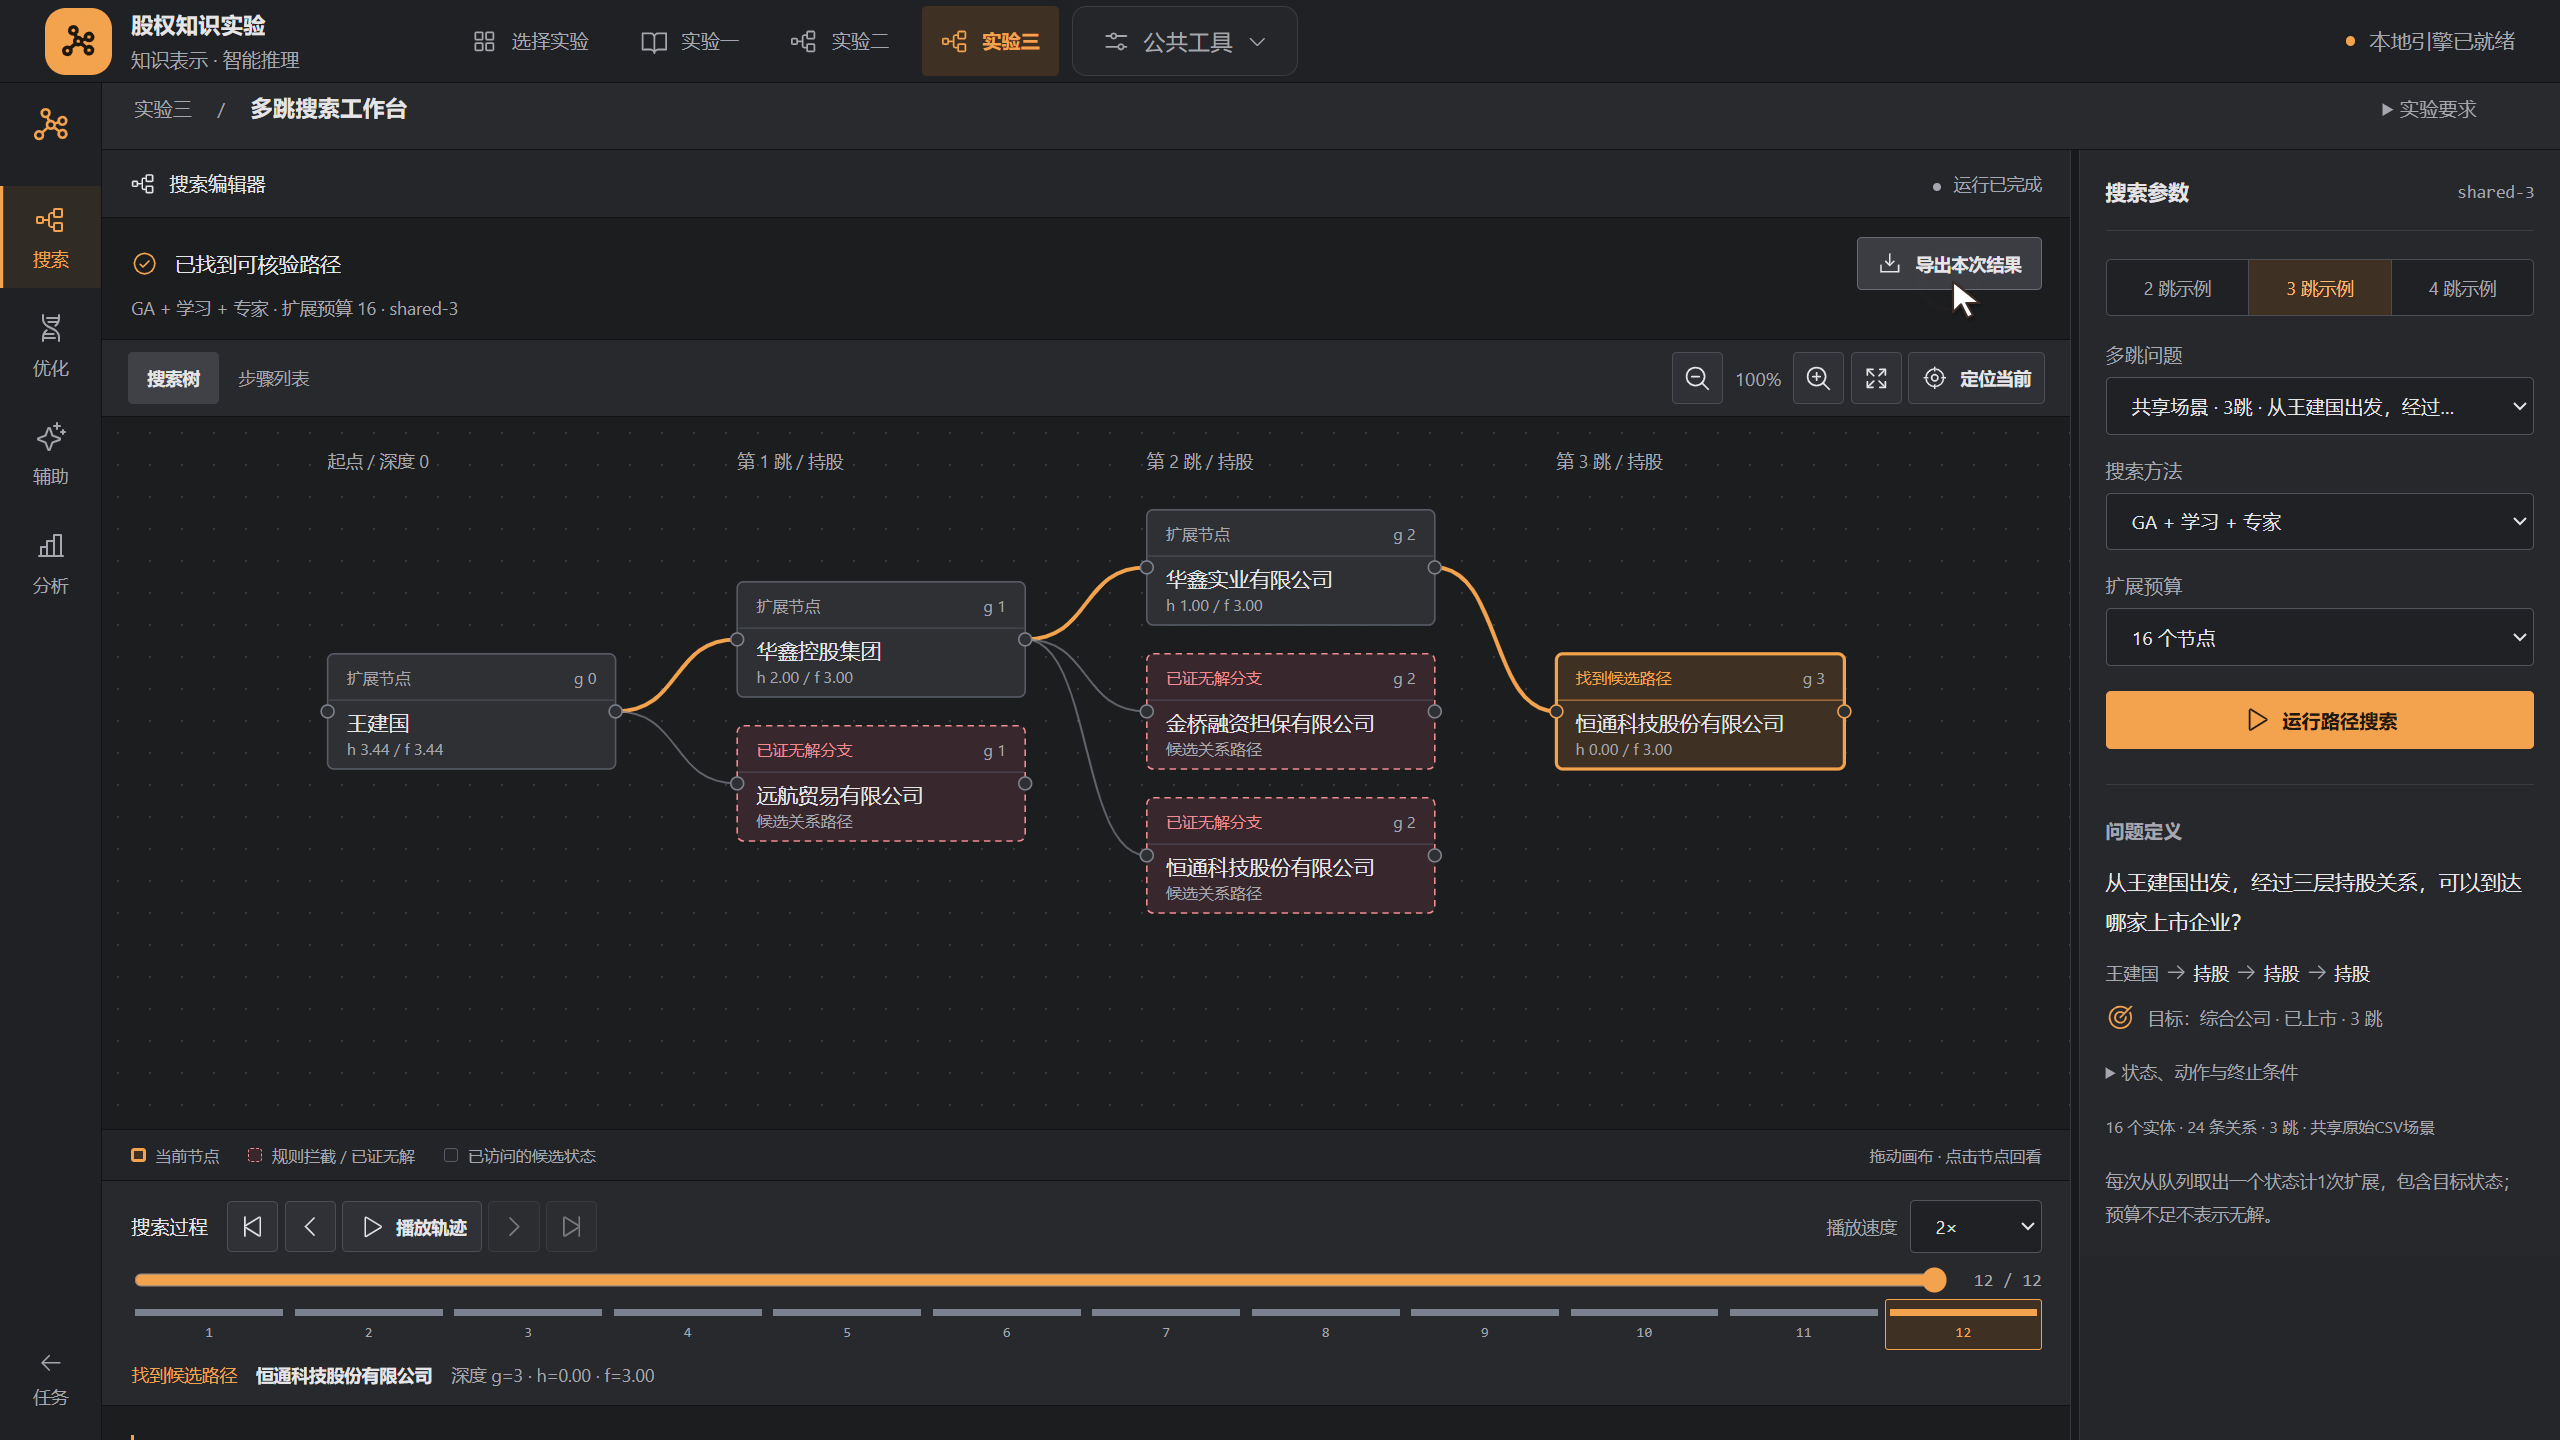 股权知识实验
知识表示 · 智能推理
选择实验
实验一
实验二
实验三
公共工具
本地引擎已就绪
实验三 / 多跳搜索工作台
实验要求
搜索
优化
辅助
分析
任务
搜索编辑器
运行已完成
已找到可核验路径
GA + 学习 + 专家 · 扩展预算 16 · shared-3
导出本次结果
搜索树
步骤列表
100%
定位当前
起点 / 深度 0
第 1 跳 / 持股
第 2 跳 / 持股
第 3 跳 / 持股
扩展节点 g 0
王建国
h 3.44 / f 3.44
扩展节点 g 1
华鑫控股集团
h 2.00 / f 3.00
已证无解分支 g 1
远航贸易有限公司
候选关系路径
扩展节点 g 2
华鑫实业有限公司
h 1.00 / f 3.00
已证无解分支 g 2
金桥融资担保有限公司
候选关系路径
已证无解分支 g 2
恒通科技股份有限公司
候选关系路径
找到候选路径 g 3
恒通科技股份有限公司
h 0.00 / f 3.00
当前节点
规则拦截 / 已证无解
已访问的候选状态
拖动画布 · 点击节点回看
搜索过程
播放轨迹
播放速度
2×
12 / 12
1 2 3 4 5 6 7 8 9 10 11 12
找到候选路径 恒通科技股份有限公司 深度 g=3 · h=0.00 · f=3.00
搜索参数
shared-3
2 跳示例
3 跳示例
4 跳示例
多跳问题
共享场景 · 3跳 · 从王建国出发，经过...
搜索方法
GA + 学习 + 专家
扩展预算
16 个节点
运行路径搜索
问题定义
从王建国出发，经过三层持股关系，可以到达
哪家上市企业？
王建国 → 持股 → 持股 → 持股
目标：综合公司 · 已上市 · 3 跳
状态、动作与终止条件
16 个实体 · 24 条关系 · 3 跳 · 共享原始CSV场景
每次从队列取出一个状态计1次扩展，包含目标状态；
预算不足不表示无解。